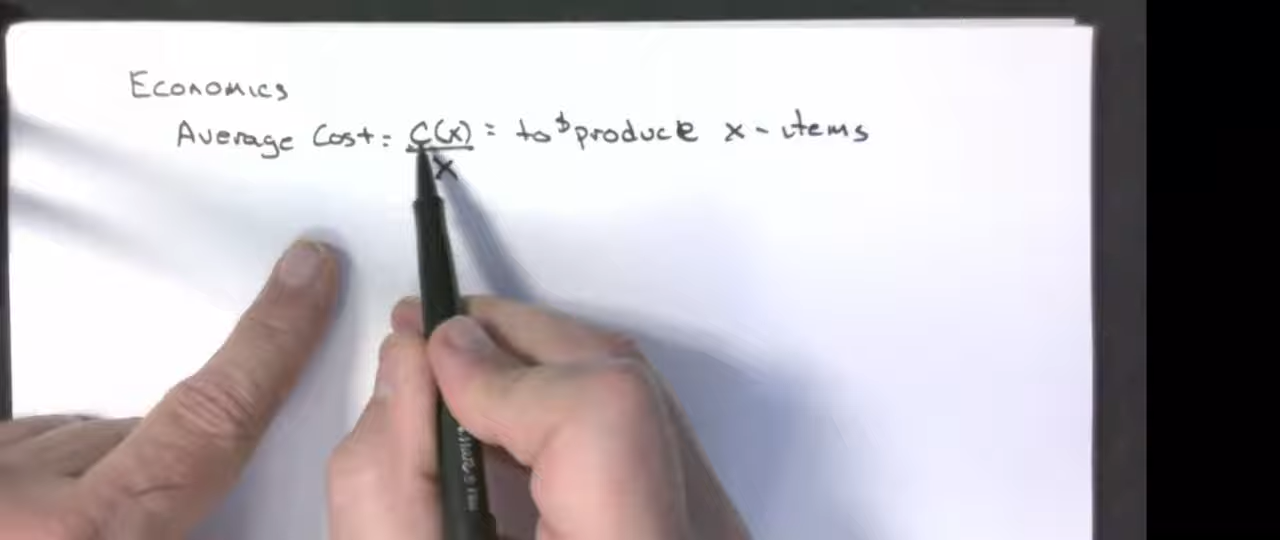 Economics
Average Cost = C(x)/x = to $ produce x - items